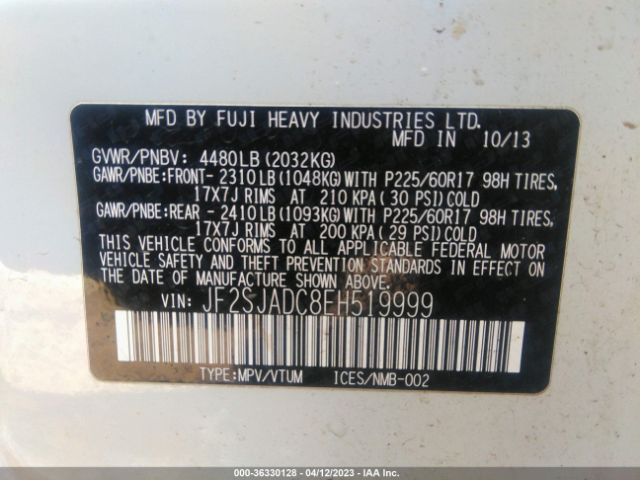 MFD BY FUJI HEAVY INDUSTRIES LTD.
MFD IN 10/13
GVWR/PNBV: 4480LB(2032KG)
GAWR/PNBE:FRONT- 2310LB(1048KG)WITH P225/60R17 98H TIRES,
17X7J RIMS AT 210 KPA( 30 PSI)COLD
GAWR/PNBE:REAR - 2410LB(1093KG)WITH P225/60R17 98H TIRES,
17X7J RIMS AT 200 KPA( 29 PSI)COLD
THIS VEHICLE CONFORMS TO ALL APPLICABLE FEDERAL MOTOR
VEHICLE SAFETY AND THEFT PREVENTION STANDARDS IN EFFECT
ON THE DATE OF MANUFACTURE SHOWN ABOVE.
VIN: JF2SJADC8EH519999
TYPE:MPV/VTUM ICES/NMB-002
000-36330128 - 04/12/2023 - IAA Inc.